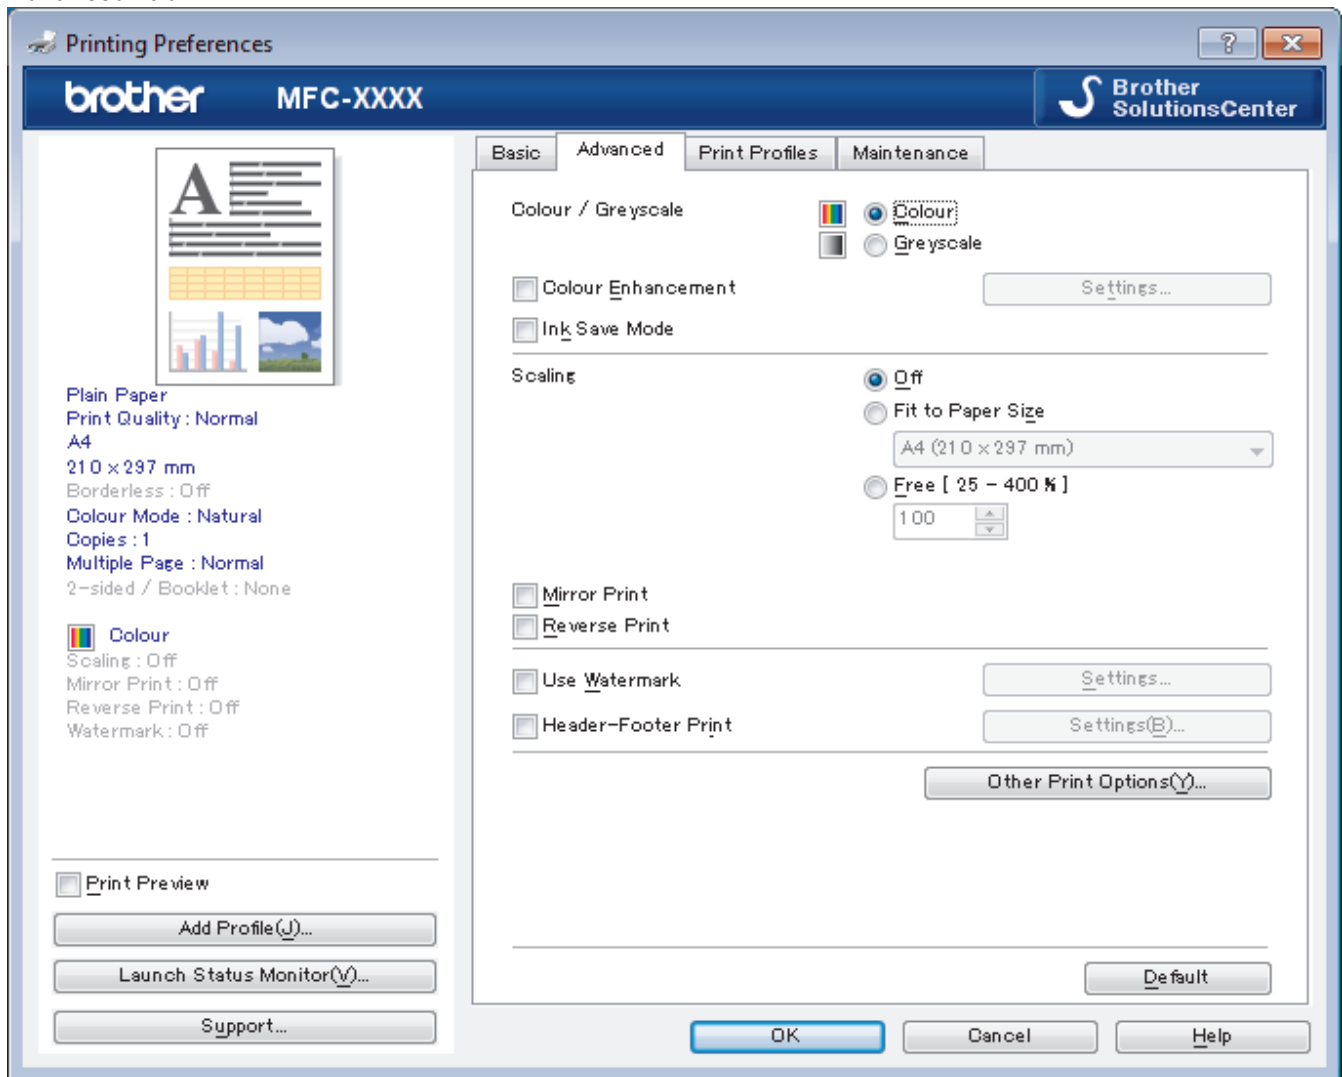 Printing Preferences
brother MFC-XXXX
Brother
SolutionsCenter
Basic Advanced Print Profiles Maintenance
A
Plain Paper
Print Quality : Normal
A4
210 x 297 mm
Borderless : Off
Colour Mode : Natural
Copies : 1
Multiple Page : Normal
2-sided / Booklet : None
Colour
Scaling : Off
Mirror Print : Off
Reverse Print : Off
Watermark : Off
Print Preview
Add Profile(J)...
Launch Status Monitor(V)...
Support...
Colour / Greyscale
Colour
Greyscale
Colour Enhancement Settings...
Ink Save Mode
Scaling
Off
Fit to Paper Size
A4 (210 x 297 mm)
Free [ 25 - 400 % ]
100
Mirror Print
Reverse Print
Use Watermark Settings...
Header-Footer Print Settings(B)...
Other Print Options(Y)...
Default
OK Cancel Help